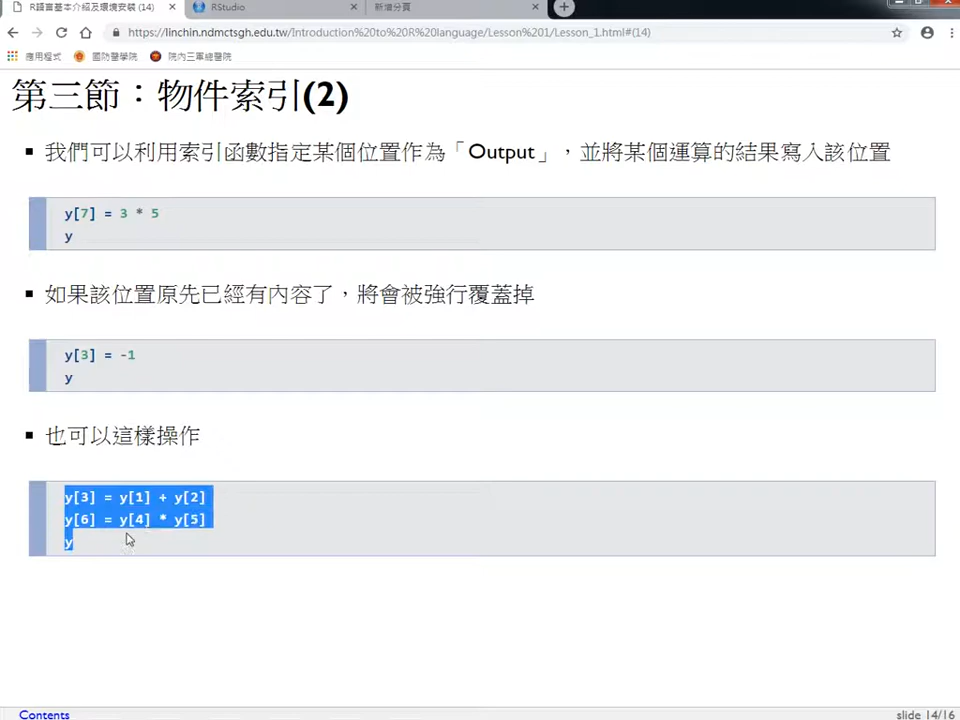 R語言基本介紹及環境安裝 (14)
RStudio
新增分頁
https://linchin.ndmctsgh.edu.tw/Introduction%20to%20R%20language/Lesson%201/Lesson_1.html#(14)
應用程式
國防醫學院
院內三軍總醫院
第三節：物件索引(2)
我們可以利用索引函數指定某個位置作為「Output」，並將某個運算的結果寫入該位置
y[7] = 3 * 5
y
如果該位置原先已經有內容了，將會被強行覆蓋掉
y[3] = -1
y
也可以這樣操作
y[3] = y[1] + y[2]
y[6] = y[4] * y[5]
y
Contents
slide 14/16